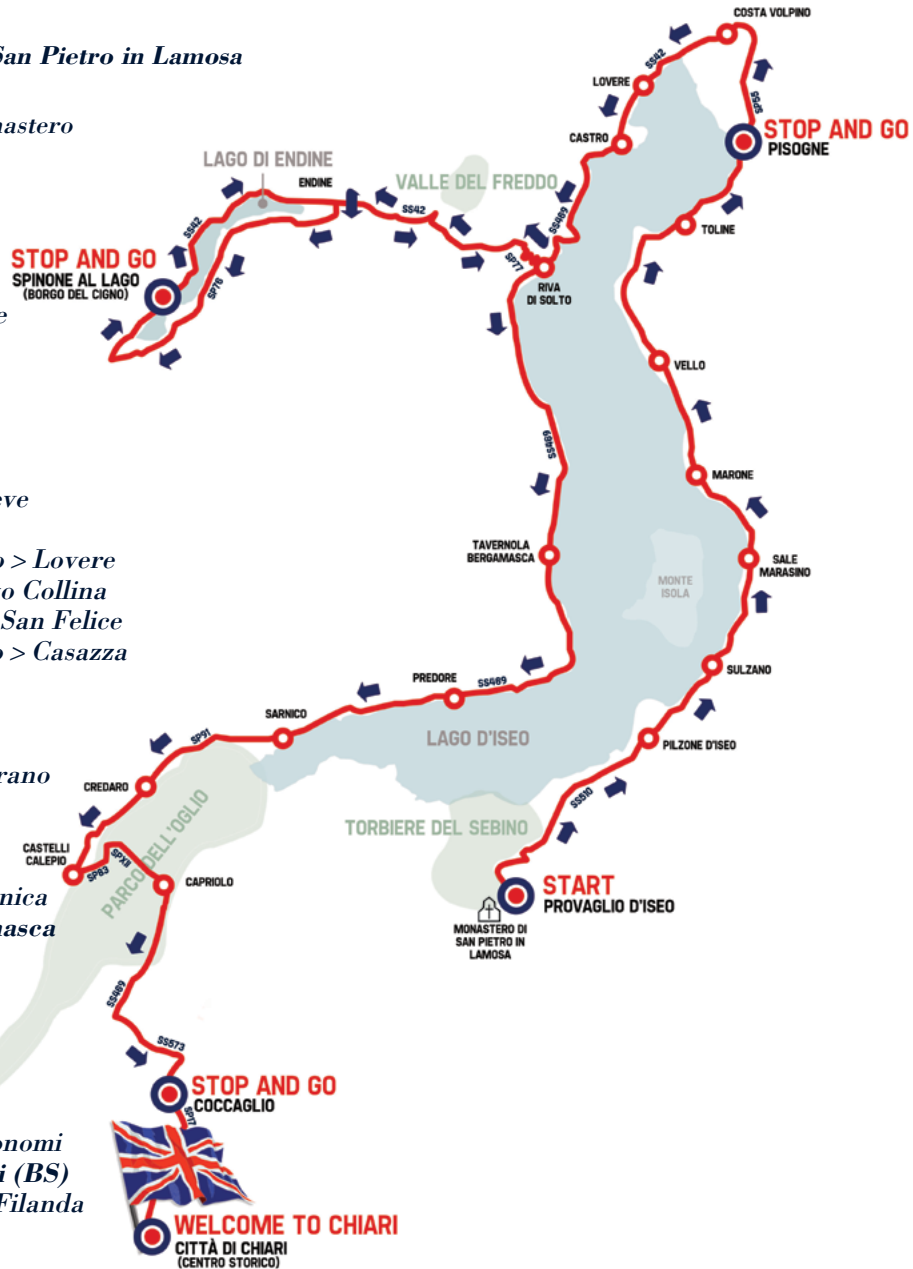 San Pietro in Lamosa
nastero
e
eve
o > Lovere
o Collina
San Felice
o > Casazza
rano
nica
nasca
onomi
i (BS)
Filanda
COSTA VOLPINO
SS42
LOVERE
SP55
CASTRO
STOP AND GO
PISOGNE
LAGO DI ENDINE
ENDINE
VALLE DEL FREDDO
SS42
SS469
TOLINE
SS42
STOP AND GO
SPINONE AL LAGO
(BORGO DEL CIGNO)
SP76
SP77
RIVA
DI SOLTO
VELLO
SS469
MARONE
TAVERNOLA
BERGAMASCA
MONTE
ISOLA
SALE
MARASINO
PREDORE
SS469
SULZANO
SARNICO
SP91
LAGO D'ISEO
PILZONE D'ISEO
CREDARO
SS510
PARCO DELL'OGLIO
TORBIERE DEL SEBINO
CASTELLI
CALEPIO
SP83
SPXII
CAPRIOLO
START
PROVAGLIO D'ISEO
MONASTERO DI
SAN PIETRO IN
LAMOSA
SS469
SS573
STOP AND GO
COCCAGLIO
SP17
WELCOME TO CHIARI
CITTÀ DI CHIARI
(CENTRO STORICO)